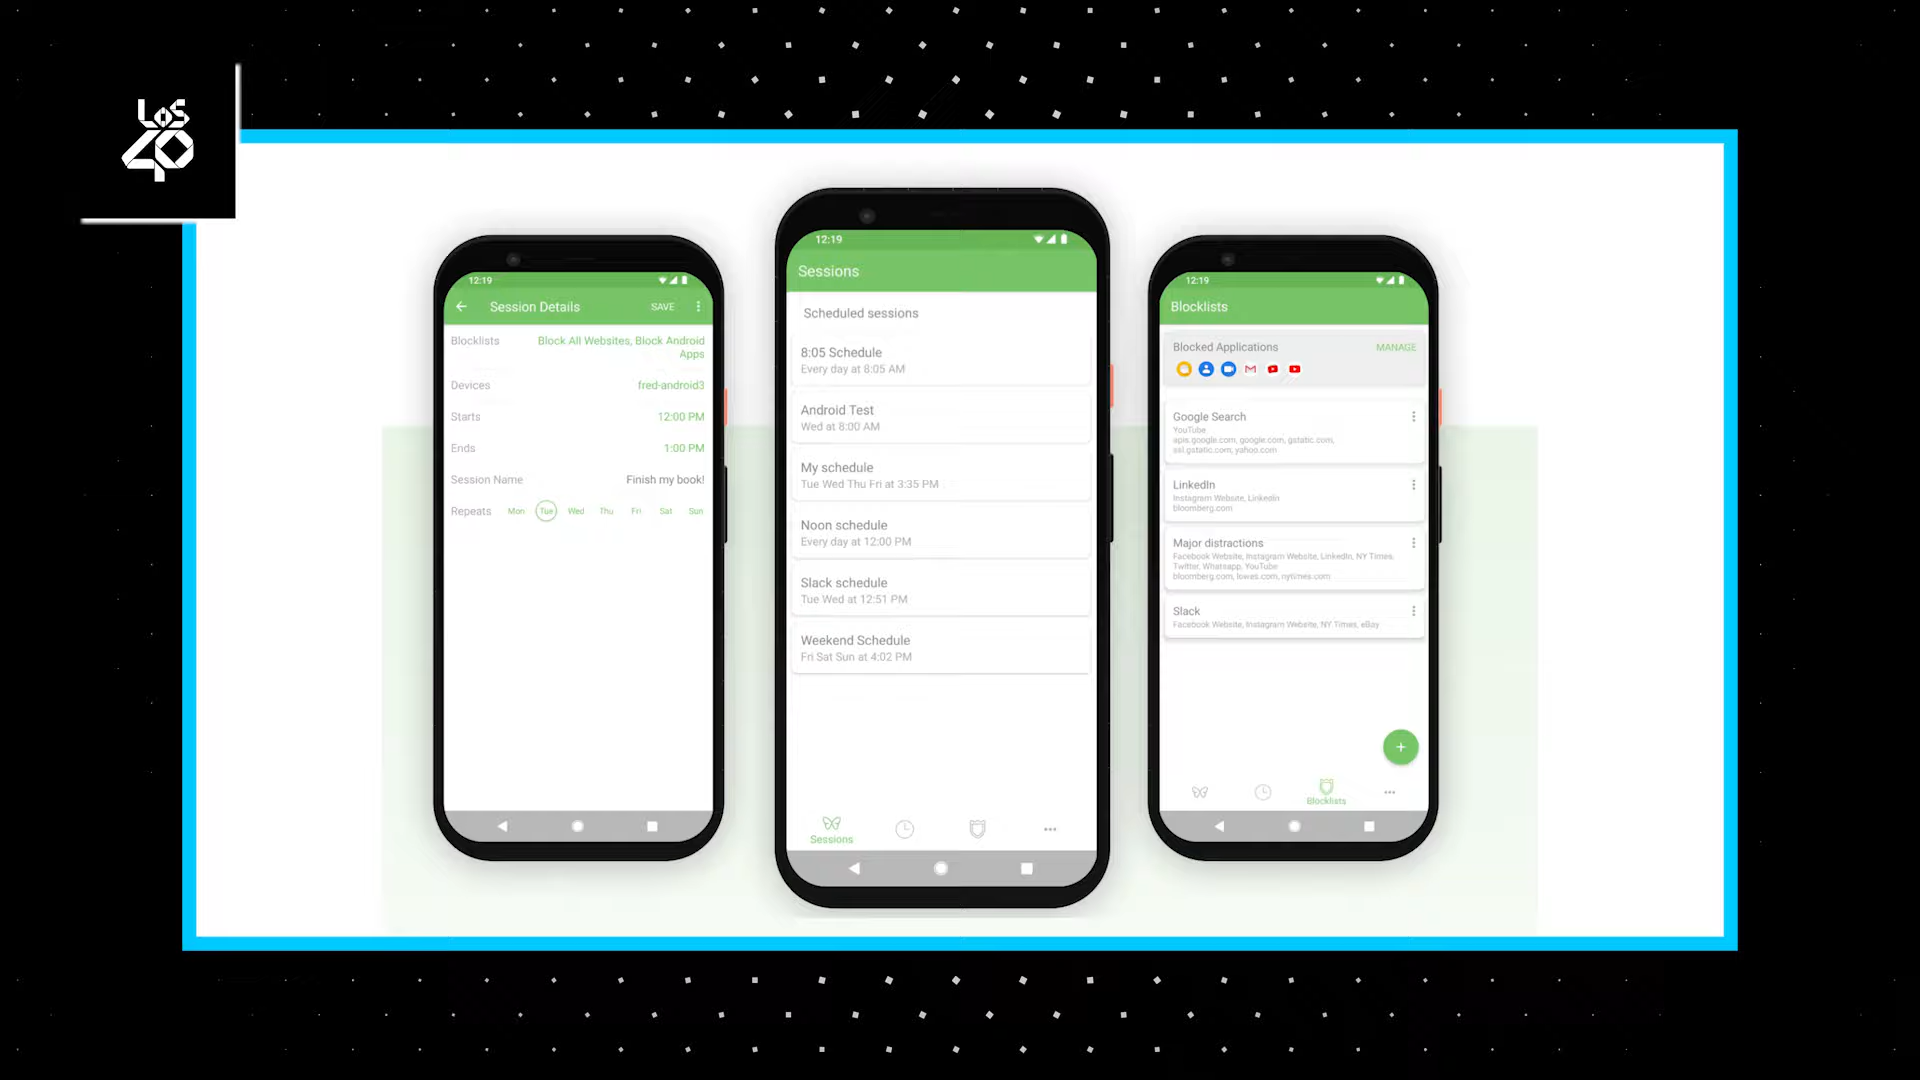 LOS
40
12:19
Session Details
SAVE
Blocklists
Block All Websites, Block Android
Apps
Devices
fred-android3
Starts
12:00 PM
Ends
1:00 PM
Session Name
Finish my book!
Repeats
Mon
Tue
Wed
Thu
Fri
Sat
Sun
12:19
Sessions
Scheduled sessions
8:05 Schedule
Every day at 8:05 AM
Android Test
Wed at 8:00 AM
My schedule
Tue Wed Thu Fri at 3:35 PM
Noon schedule
Every day at 12:00 PM
Slack schedule
Tue Wed at 12:51 PM
Weekend Schedule
Fri Sat Sun at 4:02 PM
Sessions
12:19
Blocklists
Blocked Applications
MANAGE
Google Search
YouTube
apis.google.com, google.com, gstatic.com,
ssl.gstatic.com, yahoo.com
LinkedIn
Instagram Website, LinkedIn
bloomberg.com
Major distractions
Facebook Website, Instagram Website, LinkedIn, NY Times,
Twitter, Whatsapp, YouTube
bloomberg.com, lowes.com, nytimes.com
Slack
Facebook Website, Instagram Website, NY Times, eBay
Blocklists